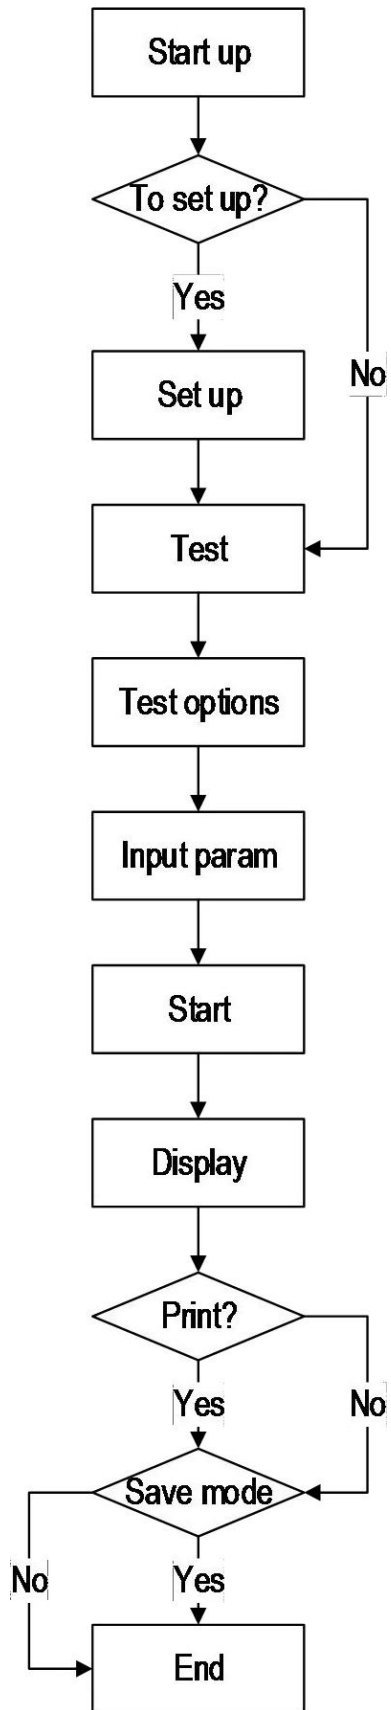 Start up
To set up?
Yes
No
Set up
Test
Test options
Input param
Start
Display
Print?
Yes
No
Save mode
No
Yes
End